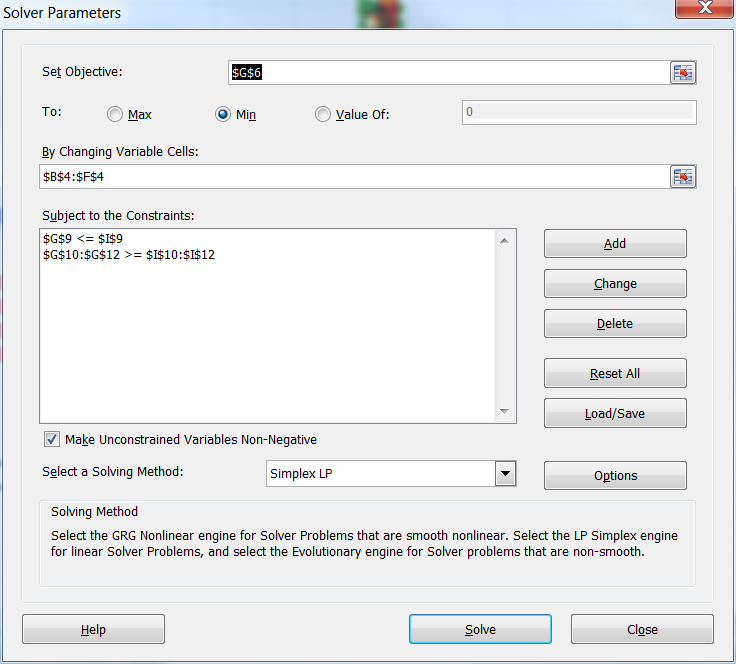 Solver Parameters
Set Objective:
$G$6
To:
Max
Min
Value Of:
0
By Changing Variable Cells:
$B$4:$F$4
Subject to the Constraints:
$G$9 <= $I$9
$G$10:$G$12 >= $I$10:$I$12
Add
Change
Delete
Reset All
Load/Save
Make Unconstrained Variables Non-Negative
Select a Solving Method:
Simplex LP
Options
Solving Method
Select the GRG Nonlinear engine for Solver Problems that are smooth nonlinear. Select the LP Simplex engine
for linear Solver Problems, and select the Evolutionary engine for Solver problems that are non-smooth.
Help
Solve
Close